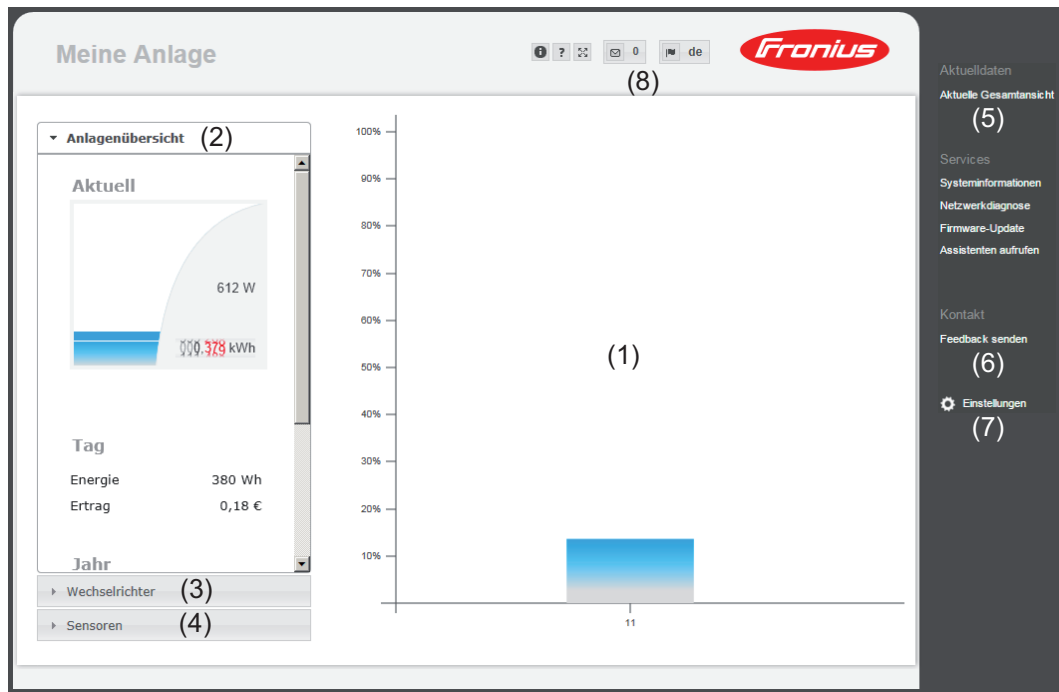 Meine Anlage
? 0 de
(8)
Fronius
Anlagenübersicht (2)
Aktuell
612 W
000.379 kWh
Tag
Energie 380 Wh
Ertrag 0,18 €
Jahr
Wechselrichter (3)
Sensoren (4)
100%
90%
80%
70%
60%
50%
40%
30%
20%
10%
(1)
11
Aktuelldaten
Aktuelle Gesamtansicht
(5)
Services
Systeminformationen
Netzwerkdiagnose
Firmware-Update
Assistenten aufrufen
Kontakt
Feedback senden
(6)
Einstellungen
(7)